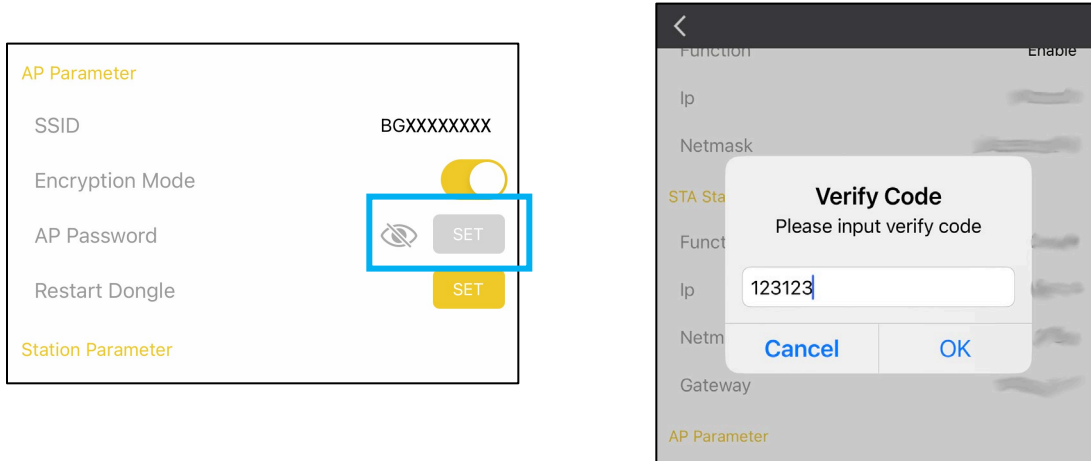 AP Parameter
SSID BGXXXXXXXX
Encryption Mode
AP Password SET
Restart Dongle SET
Station Parameter
Function Enable
Ip
Netmask
STA Sta
Verify Code
Please input verify code
Funct
Ip
123123
Netm
Cancel OK
Gateway
AP Parameter